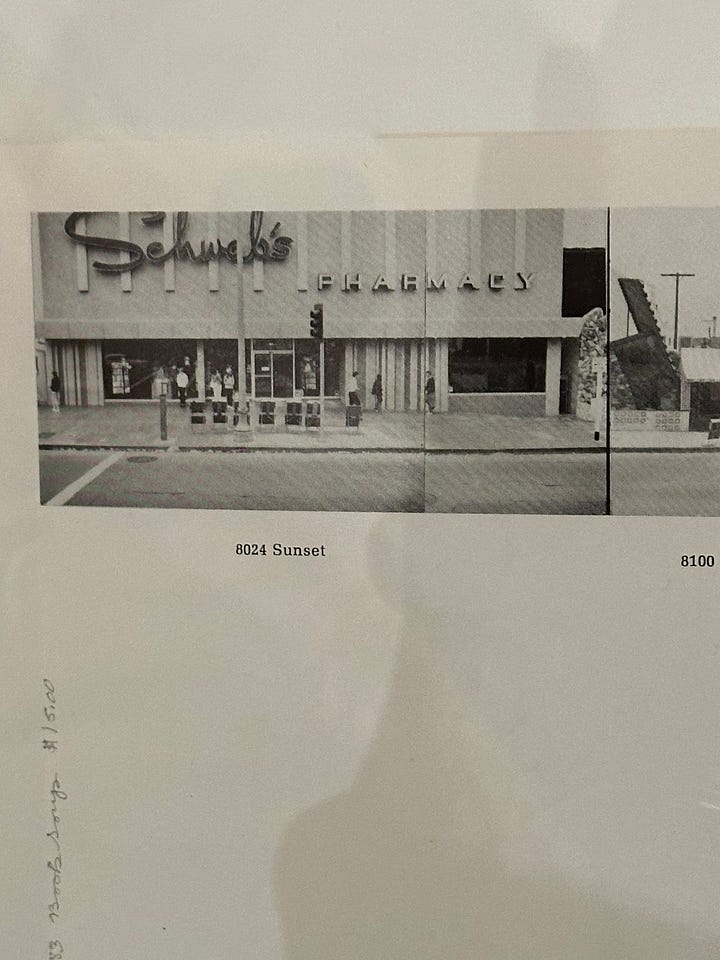 Schwab's
PHARMACY
8024 Sunset
8100
83 Book Soup $15.00